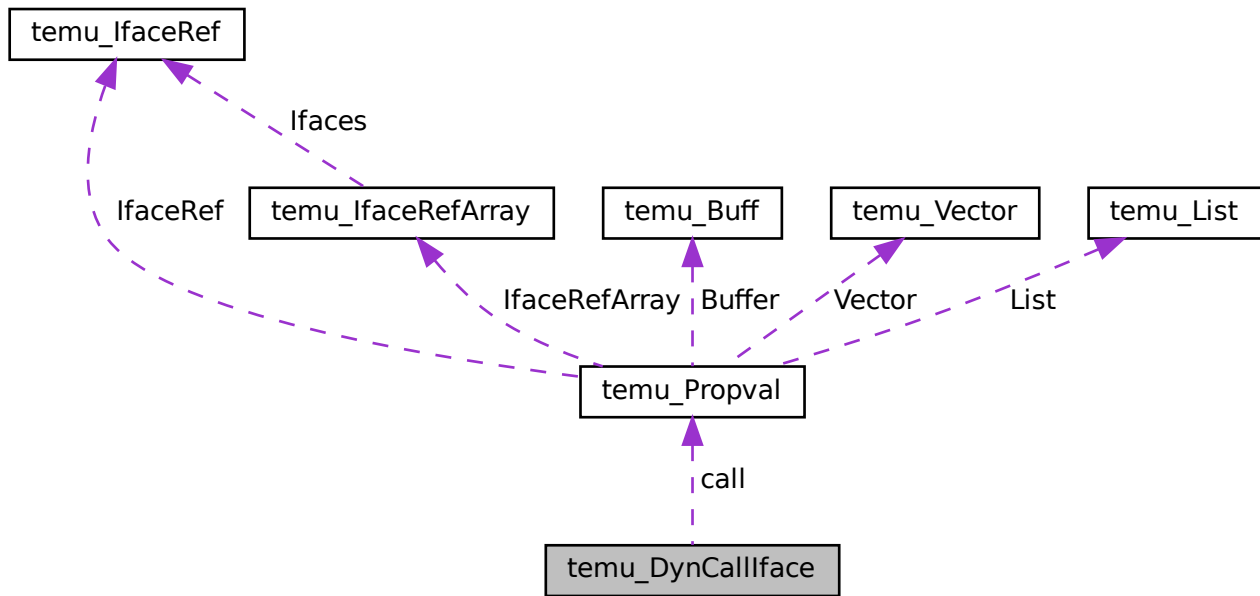 temu_IfaceRef
Ifaces
IfaceRef
temu_IfaceRefArray
temu_Buff
temu_Vector
temu_List
IfaceRefArray
Buffer
Vector
List
temu_Propval
call
temu_DynCallIface